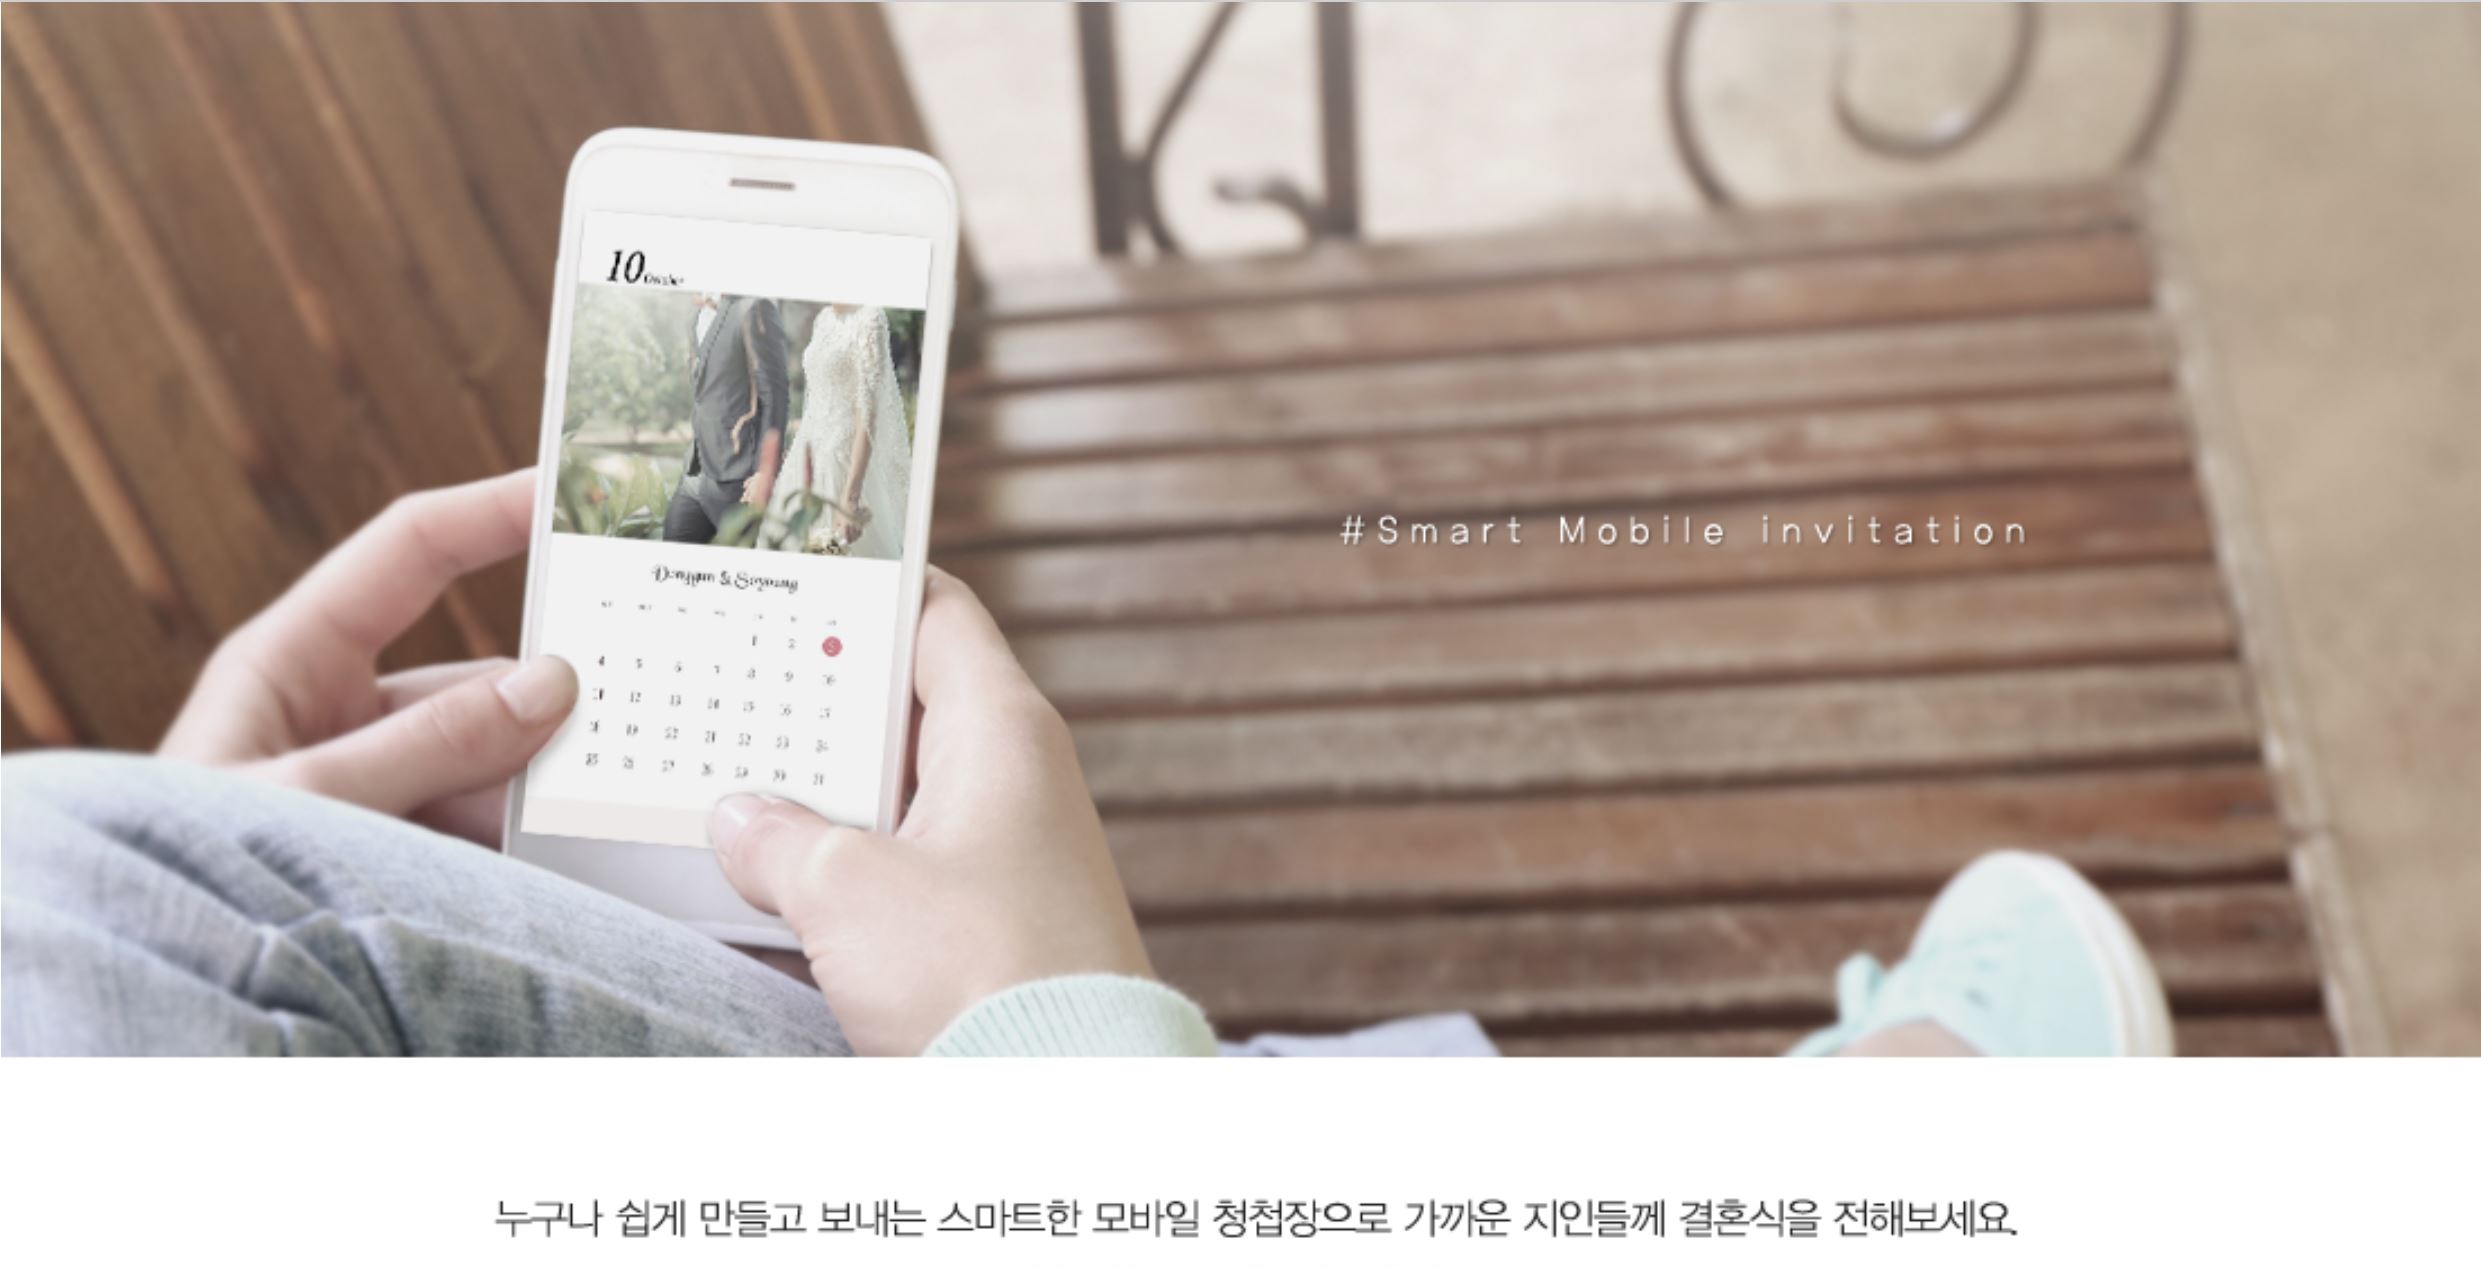 10 October
Dongjun & Soyoung
1 2 3
4 5 6 7 8 9 10
11 12 13 14 15 16 17
18 19 20 21 22 23 24
25 26 27 28 29 30 31
#Smart Mobile invitation
누구나 쉽게 만들고 보내는 스마트한 모바일 청첩장으로 가까운 지인들께 결혼식을 전해보세요.